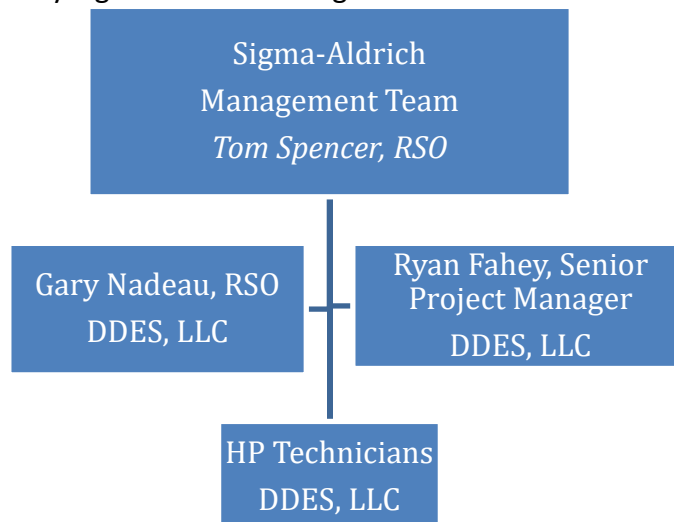 Sigma-Aldrich
Management Team
Tom Spencer, RSO
Gary Nadeau, RSO
DDES, LLC
Ryan Fahey, Senior
Project Manager
DDES, LLC
HP Technicians
DDES, LLC